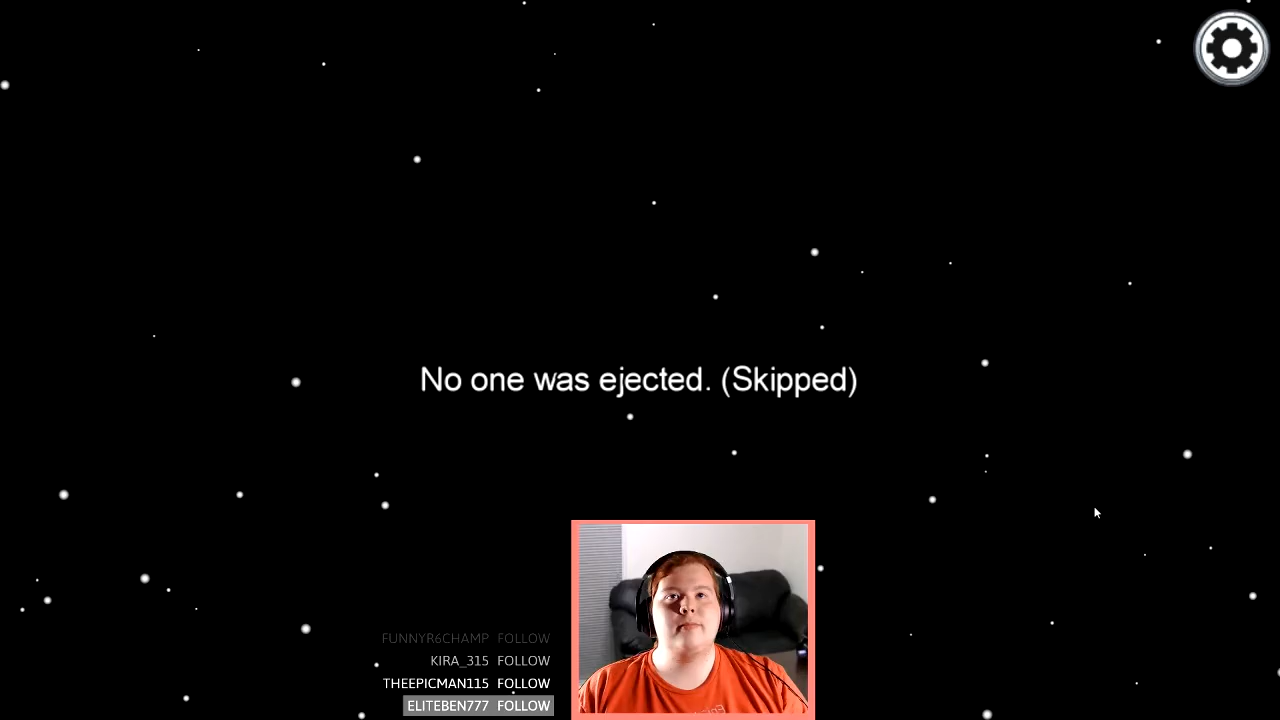 No one was ejected. (Skipped)
FUNNYR6CHAMP FOLLOW
KIRA_315 FOLLOW
THEEPICMAN115 FOLLOW
ELITEBEN777 FOLLOW